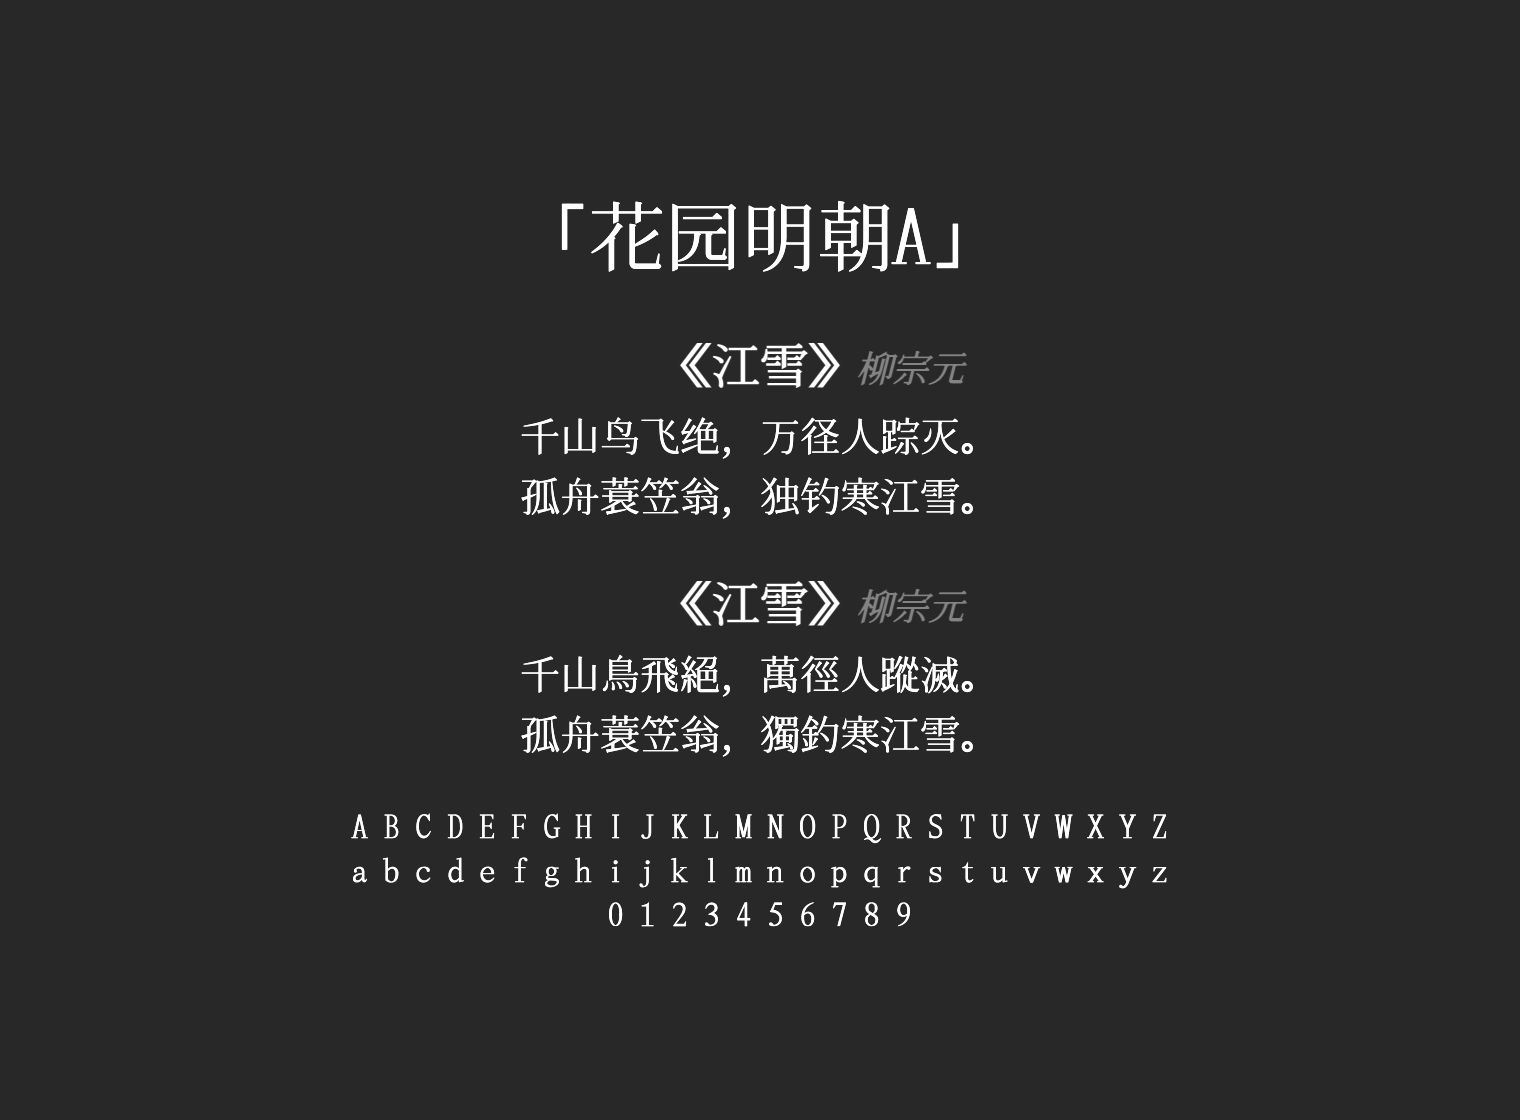 「花园明朝A」
《江雪》柳宗元
千山鸟飞绝，万径人踪灭。
孤舟蓑笠翁，独钓寒江雪。
《江雪》柳宗元
千山鳥飛絕，萬徑人蹤滅。
孤舟蓑笠翁，獨釣寒江雪。
A B C D E F G H I J K L M N O P Q R S T U V W X Y Z
a b c d e f g h i j k l m n o p q r s t u v w x y z
0 1 2 3 4 5 6 7 8 9